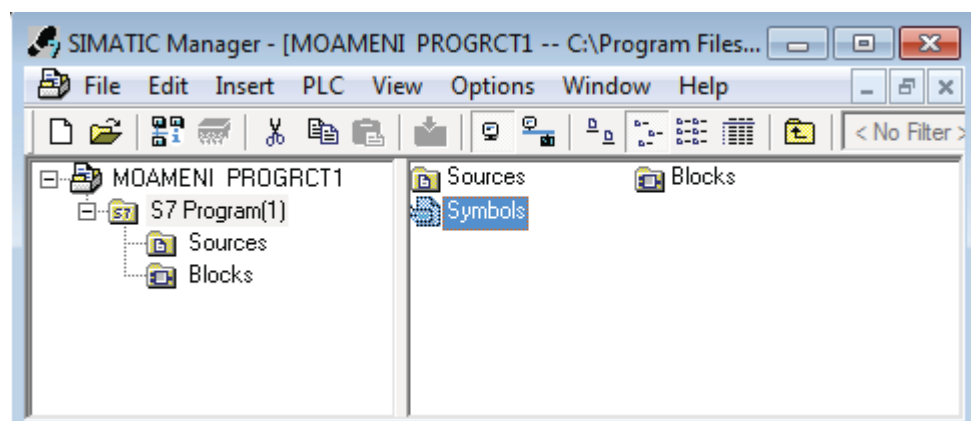 SIMATIC Manager - [MOAMENI PROGRCT1 -- C:\Program Files...
File Edit Insert PLC View Options Window Help
< No Filter >
MOAMENI PROGRCT1
S7 Program(1)
Sources
Blocks
Sources Blocks
Symbols